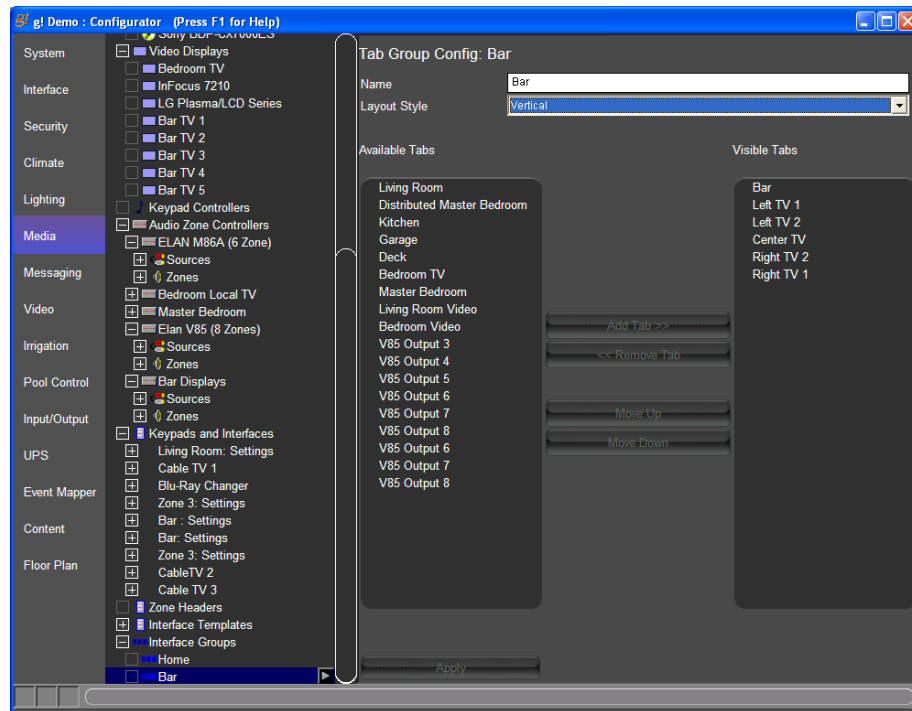 g! g! Demo : Configurator (Press F1 for Help)
System
Interface
Security
Climate
Lighting
Media
Messaging
Video
Irrigation
Pool Control
Input/Output
UPS
Event Mapper
Content
Floor Plan
Sony BDP-CX7000ES
Video Displays
Bedroom TV
InFocus 7210
LG Plasma/LCD Series
Bar TV 1
Bar TV 2
Bar TV 3
Bar TV 4
Bar TV 5
Keypad Controllers
Audio Zone Controllers
ELAN M86A (6 Zone)
Sources
Zones
Bedroom Local TV
Master Bedroom
Elan V85 (8 Zones)
Sources
Zones
Bar Displays
Sources
Zones
Keypads and Interfaces
Living Room: Settings
Cable TV 1
Blu-Ray Changer
Zone 3: Settings
Bar : Settings
Bar: Settings
Zone 3: Settings
CableTV 2
Cable TV 3
Zone Headers
Interface Templates
Interface Groups
Home
Bar
Tab Group Config: Bar
Name Bar
Layout Style Vertical
Available Tabs
Living Room
Distributed Master Bedroom
Kitchen
Garage
Deck
Bedroom TV
Master Bedroom
Living Room Video
Bedroom Video
V85 Output 3
V85 Output 4
V85 Output 5
V85 Output 6
V85 Output 7
V85 Output 8
V85 Output 6
V85 Output 7
V85 Output 8
Add Tab >>
<< Remove Tab
Move Up
Move Down
Visible Tabs
Bar
Left TV 1
Left TV 2
Center TV
Right TV 2
Right TV 1
Apply